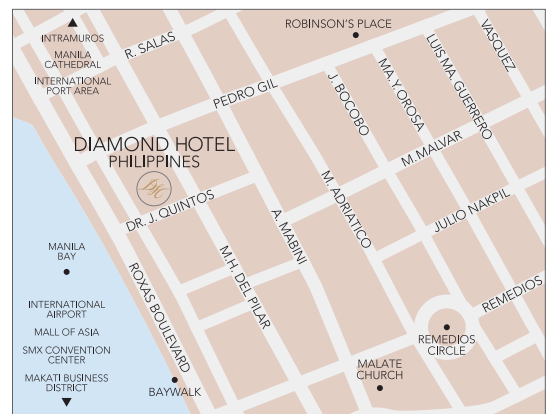 ROBINSON'S PLACE
INTRAMUROS
MANILA
CATHEDRAL
INTERNATIONAL
PORT AREA
R. SALAS
PEDRO GIL
J. BOCOBO
MA.Y. OROSA
LUIS MA. GUERRERO
VASQUEZ
DIAMOND HOTEL
PHILIPPINES
DR. J. QUINTOS
M.MALVAR
M. ADRIATICO
A. MABINI
JULIO NAKPIL
M.H. DEL PILAR
ROXAS BOULEVARD
REMEDIOS
MANILA
BAY
INTERNATIONAL
AIRPORT
MALL OF ASIA
SMX CONVENTION
CENTER
MAKATI BUSINESS
DISTRICT
BAYWALK
MALATE
CHURCH
REMEDIOS
CIRCLE